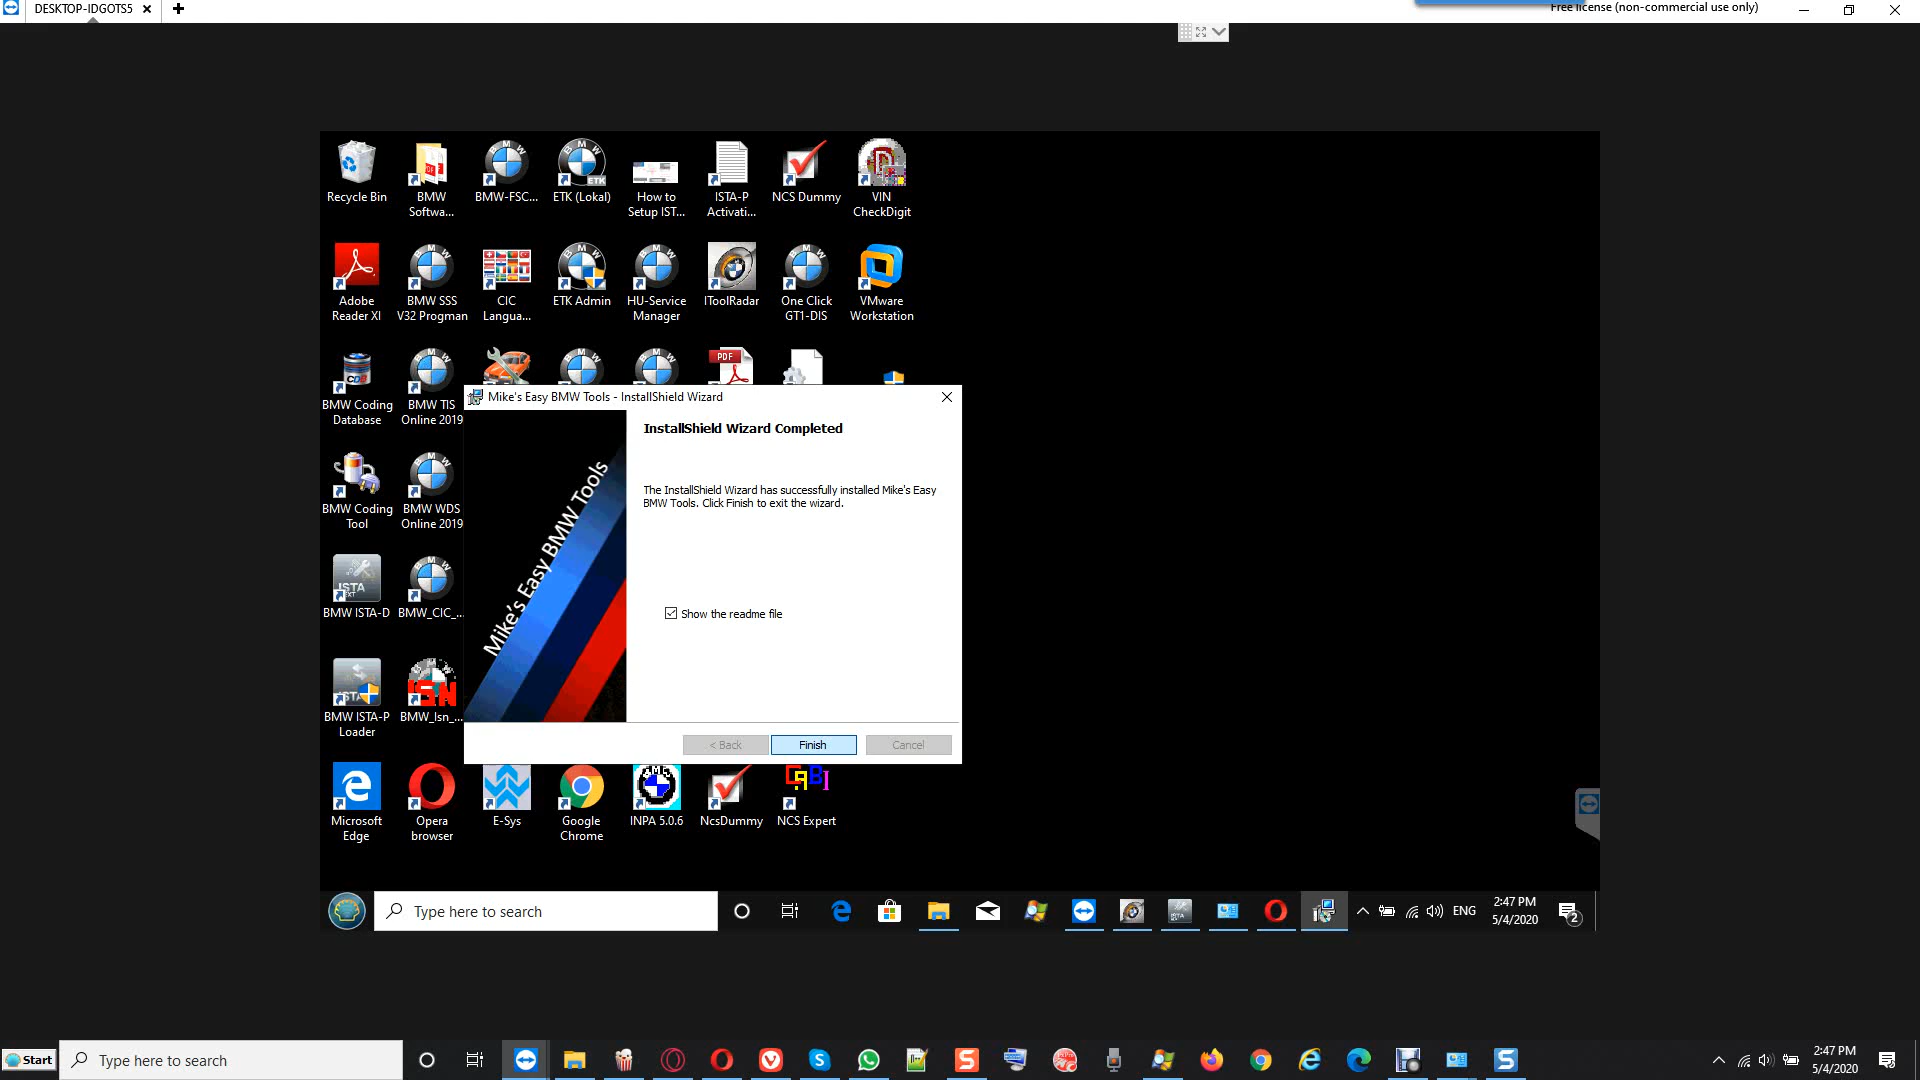 DESKTOP-IDGOTS5
Free license (non-commercial use only)
Recycle Bin
BMW
Softwa...
BMW-FSC...
ETK
ETK (Lokal)
How to
Setup IST...
ISTA-P
Activati...
NCS Dummy
VIN
CheckDigit
Adobe
Reader XI
BMW SSS
V32 Progman
CIC
Langua...
ETK Admin
HU-Service
Manager
IToolRadar
One Click
GT1-DIS
VMware
Workstation
PDF
BMW Coding
Database
BMW TIS
Online 2019
BMW Coding
Tool
BMW WDS
Online 2019
ISTA
BMW ISTA-D
BMW_CIC_...
BMW ISTA-P
Loader
BMW_Isn_...
Mike's Easy BMW Tools - InstallShield Wizard
Mike's Easy BMW Tools
InstallShield Wizard Completed
The InstallShield Wizard has successfully installed Mike's Easy
BMW Tools. Click Finish to exit the wizard.
Show the readme file
< Back
Finish
Cancel
Microsoft
Edge
Opera
browser
E-Sys
Google
Chrome
INPA 5.0.6
NcsDummy
NCS Expert
Type here to search
ENG
2:47 PM
5/4/2020
2
Start
Type here to search
2:47 PM
5/4/2020